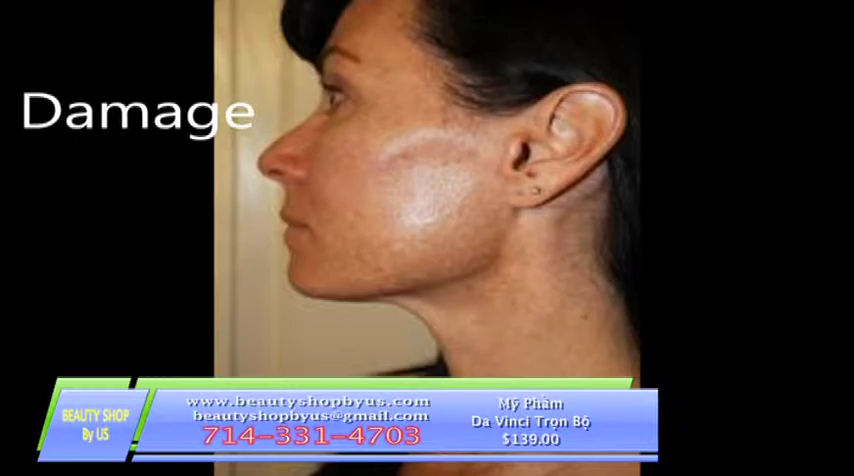 Damage
BEAUTY SHOP
By US
www.beautyshopbyus.com
beautyshopbyus@gmail.com
714-331-4703
Mỹ Phẩm
Da Vinci Trọn Bộ
$139.00